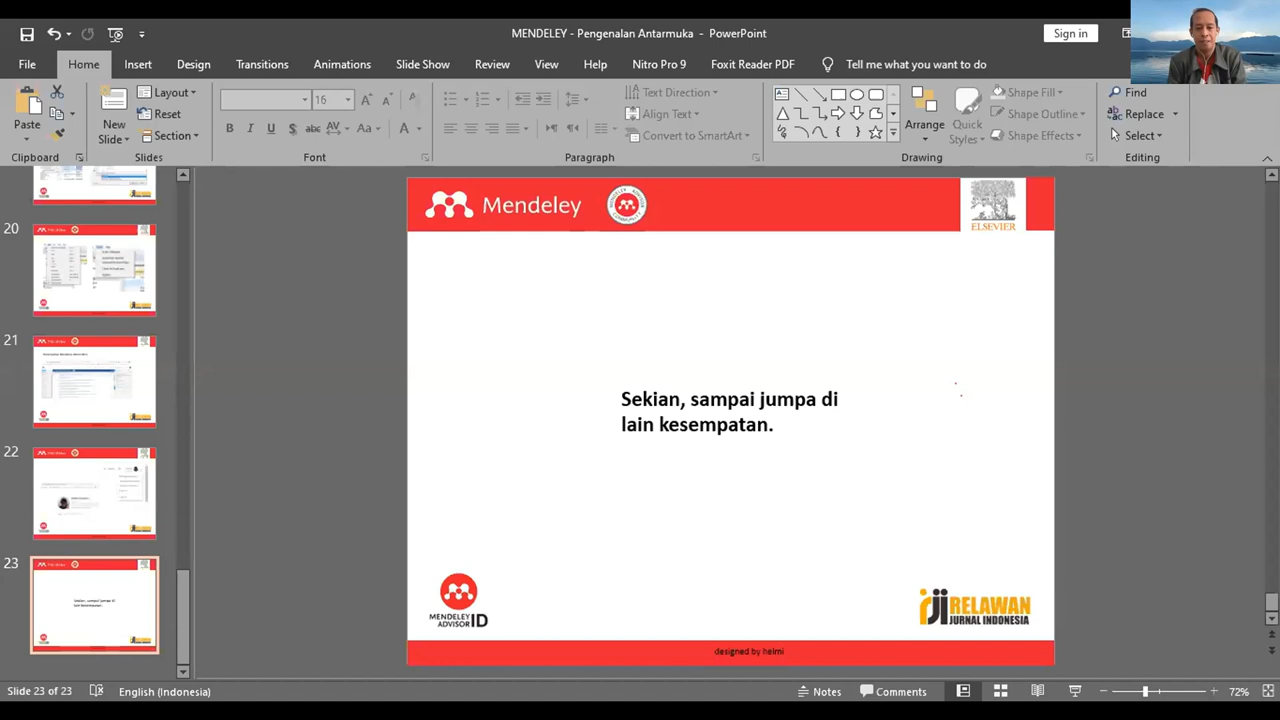 MENDELEY - Pengenalan Antarmuka - PowerPoint
Sign in
File Home Insert Design Transitions Animations Slide Show Review View Help Nitro Pro 9 Foxit Reader PDF Tell me what you want to do
Paste
Clipboard
New
Slide
Layout
Reset
Section
Slides
16
B I U S abc AV Aa A
Font
Text Direction
Align Text
Convert to SmartArt
Paragraph
Arrange
Quick
Styles
Shape Fill
Shape Outline
Shape Effects
Drawing
Find
Replace
Select
Editing
20
21
22
23
Mendeley
ELSEVIER
Sekian, sampai jumpa di
lain kesempatan.
MENDELEY
ADVISOR ID
rji RELAWAN
JURNAL INDONESIA
designed by helmi
Slide 23 of 23
English (Indonesia)
Notes
Comments
72%